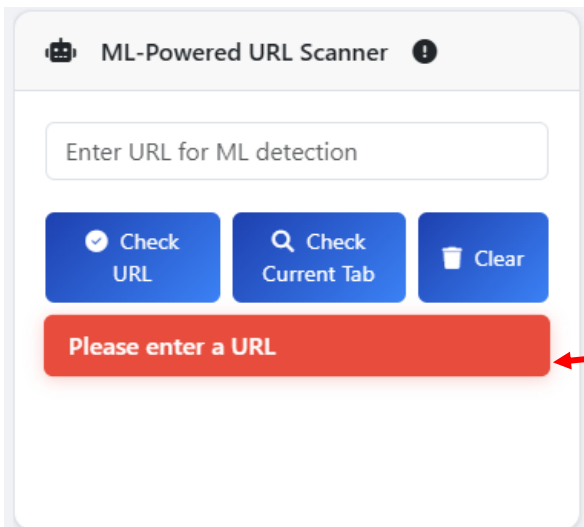 ML-Powered URL Scanner
Enter URL for ML detection
Check
URL
Check
Current Tab
Clear
Please enter a URL